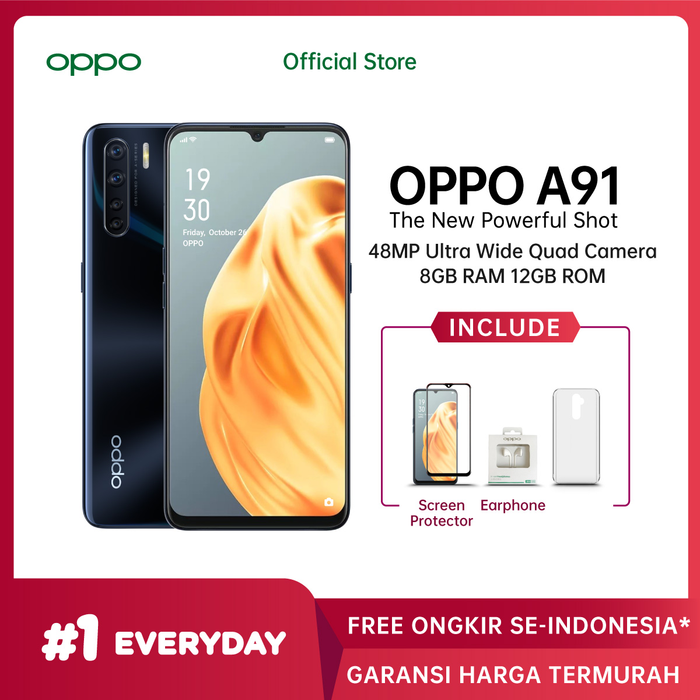 oppo
Official Store
19
30
Friday, October 26
OPPO
oppo
OPPO A91
The New Powerful Shot
48MP Ultra Wide Quad Camera
8GB RAM 12GB ROM
INCLUDE
oppo
Screen
Protector
Earphone
#1 EVERYDAY
FREE ONGKIR SE-INDONESIA*
GARANSI HARGA TERMURAH